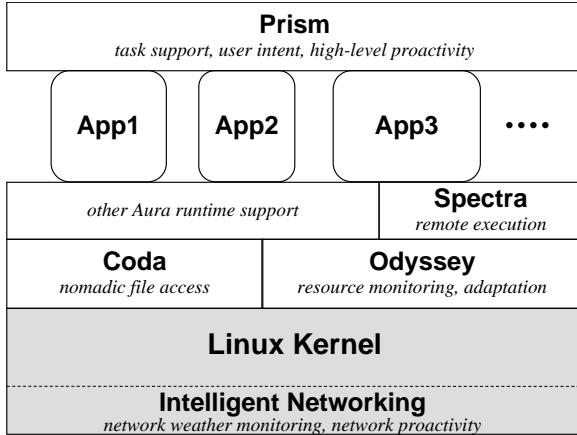 Prism
task support, user intent, high-level proactivity
App1 App2 App3 ••••
other Aura runtime support
Spectra
remote execution
Coda
nomadic file access
Odyssey
resource monitoring, adaptation
Linux Kernel
Intelligent Networking
network weather monitoring, network proactivity